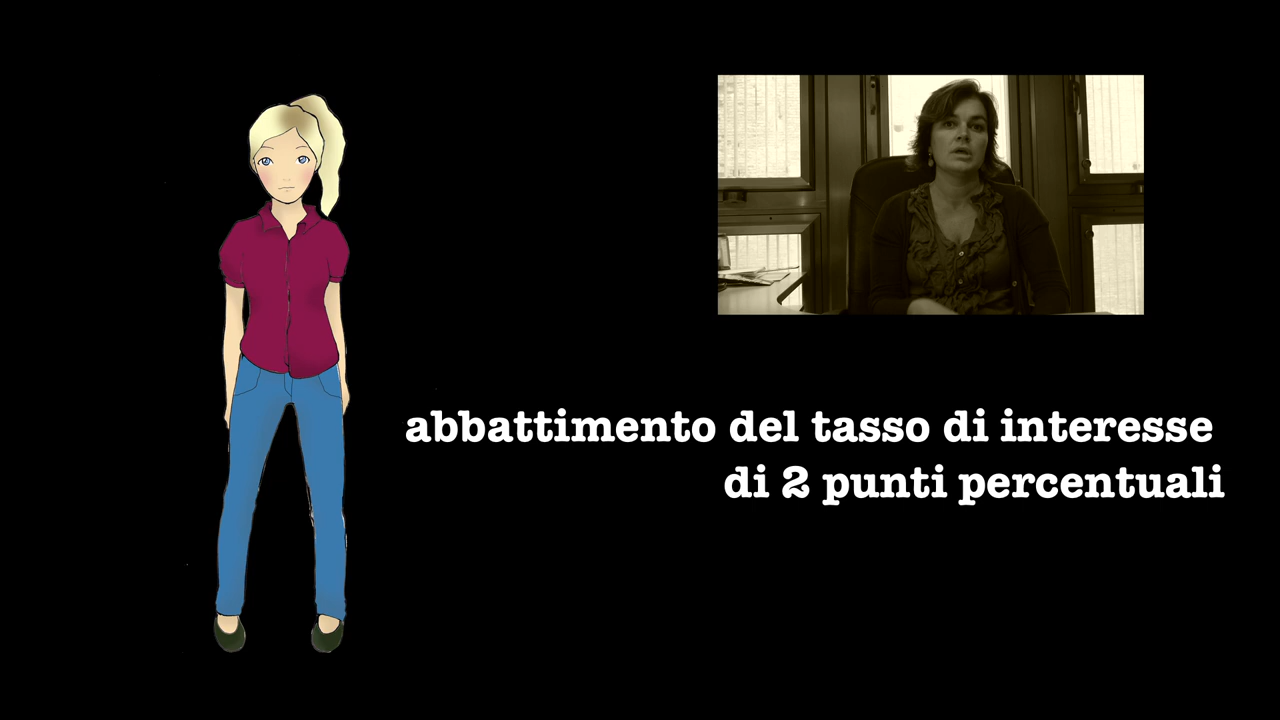 abbattimento del tasso di interesse
di 2 punti percentuali